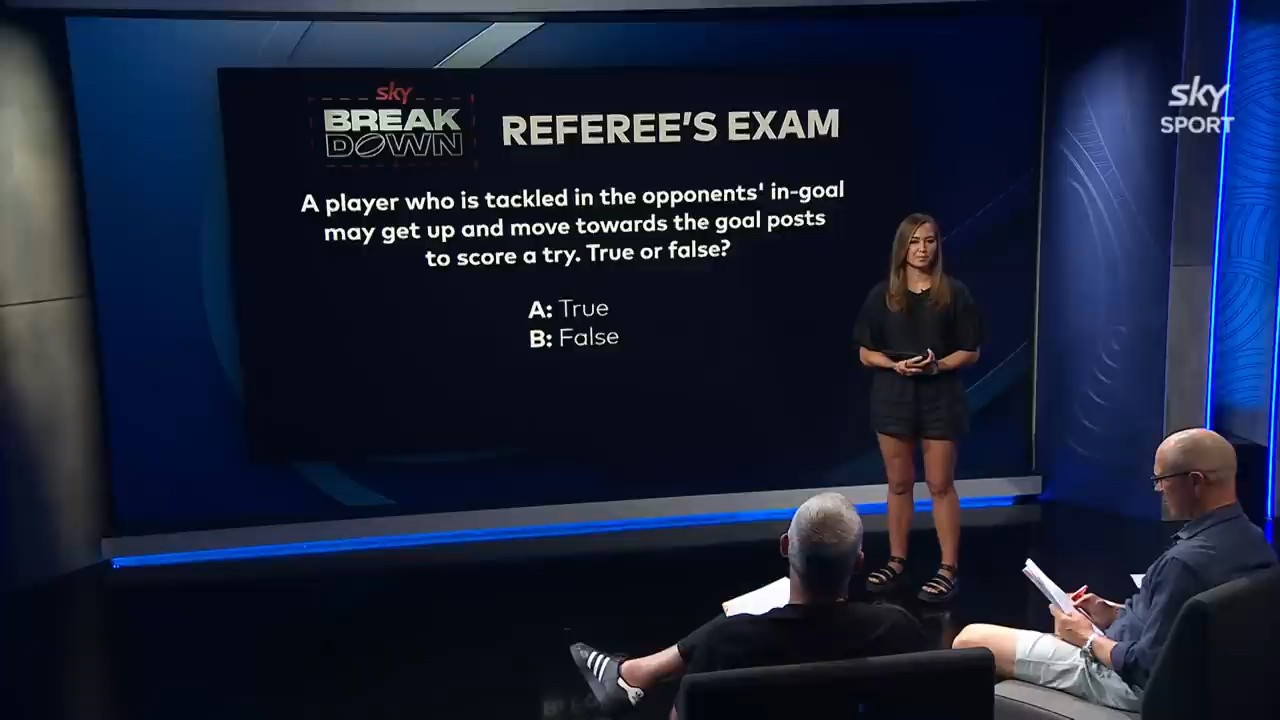 sky
BREAK
DOWN
REFEREE'S EXAM
A player who is tackled in the opponents' in-goal
may get up and move towards the goal posts
to score a try. True or false?
A: True
B: False
sky
SPORT